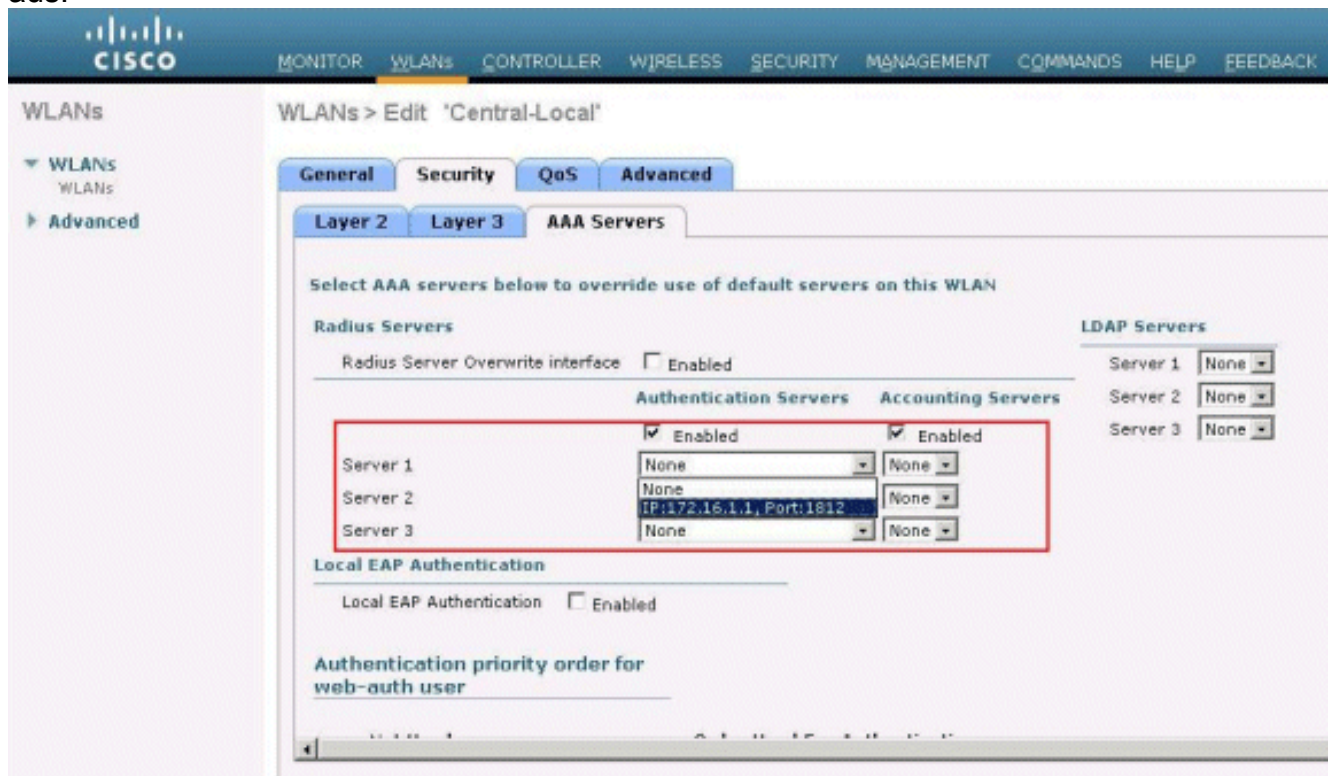 aus.
CISCO
MONITOR WLANs CONTROLLER WIRELESS SECURITY MANAGEMENT COMMANDS HELP FEEDBACK
WLANs
WLANs
WLANs
Advanced
WLANs > Edit 'Central-Local'
General Security QoS Advanced
Layer 2 Layer 3 AAA Servers
Select AAA servers below to override use of default servers on this WLAN
Radius Servers
Radius Server Overwrite interface Enabled
Authentication Servers Accounting Servers
Enabled Enabled
Server 1 None None
None
IP:172.16.1.1, Port:1812
Server 2 None
Server 3 None None
LDAP Servers
Server 1 None
Server 2 None
Server 3 None
Local EAP Authentication
Local EAP Authentication Enabled
Authentication priority order for
web-auth user